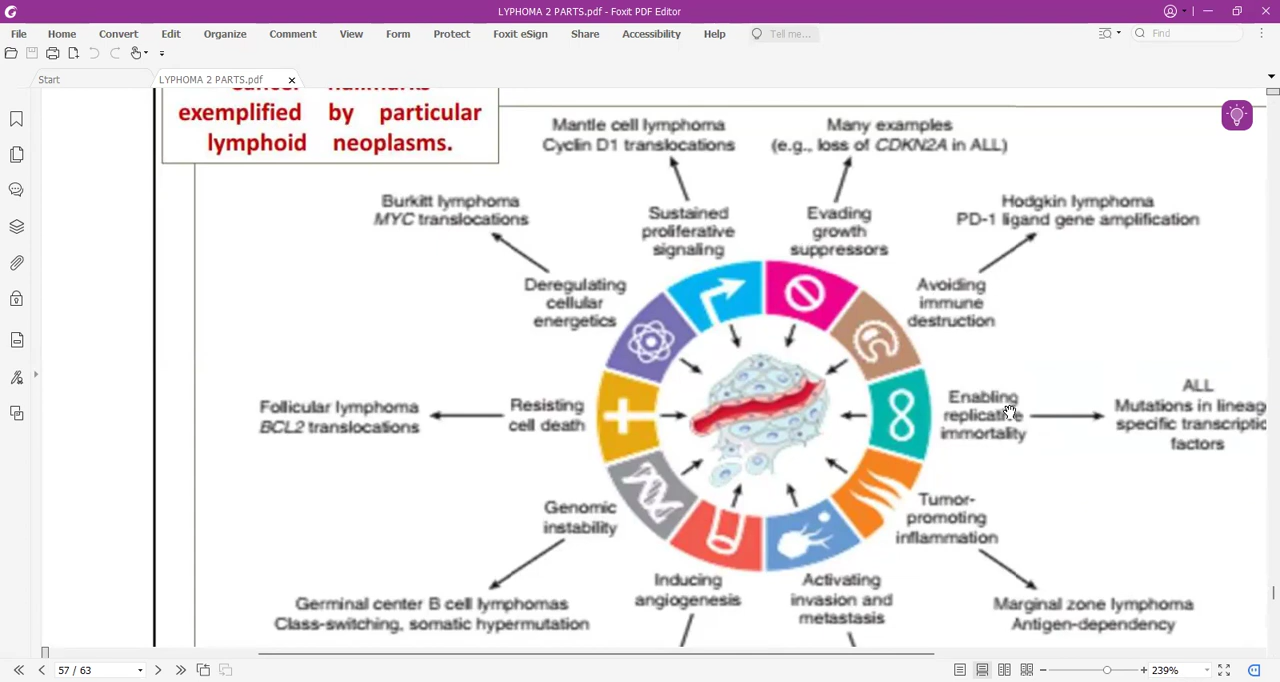 LYPHOMA 2 PARTS.pdf - Foxit PDF Editor
File Home Convert Edit Organize Comment View Form Protect Foxit eSign Share Accessibility Help Tell me... Find
Start LYPHOMA 2 PARTS.pdf
exemplified by particular
lymphoid neoplasms.
Mantle cell lymphoma
Cyclin D1 translocations
Many examples
(e.g., loss of CDKN2A in ALL)
Burkitt lymphoma
MYC translocations
Sustained
proliferative
signaling
Evading
growth
suppressors
Hodgkin lymphoma
PD-1 ligand gene amplification
Deregulating
cellular
energetics
Avoiding
immune
destruction
Follicular lymphoma
BCL2 translocations
Resisting
cell death
Enabling
replicative
immortality
ALL
Mutations in lineag
specific transcriptio
factors
Genomic
instability
Tumor-
promoting
inflammation
Inducing
angiogenesis
Activating
invasion and
metastasis
Germinal center B cell lymphomas
Class-switching, somatic hypermutation
Marginal zone lymphoma
Antigen-dependency
57 / 63
239%